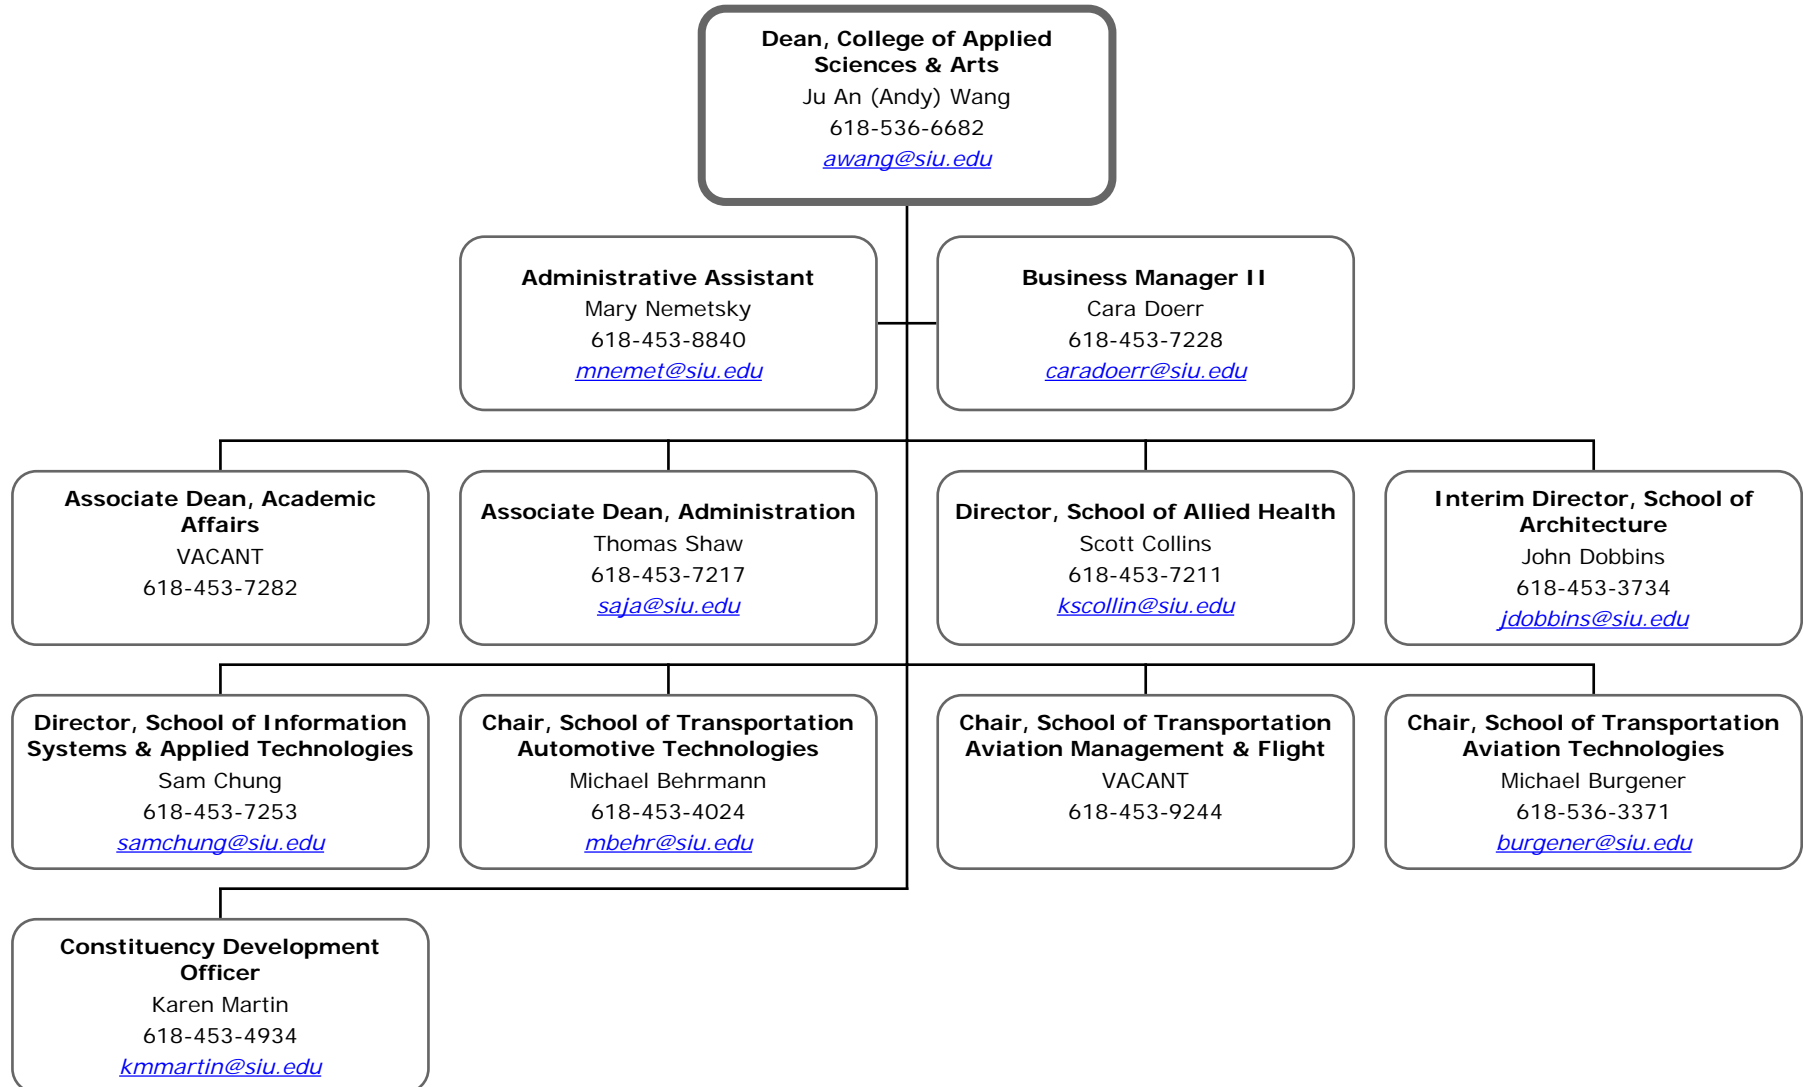 Dean, College of Applied
Sciences & Arts
Ju An (Andy) Wang
618-536-6682
awang@siu.edu
Administrative Assistant
Mary Nemetsky
618-453-8840
mnemet@siu.edu
Business Manager II
Cara Doerr
618-453-7228
caradoerr@siu.edu
Associate Dean, Academic
Affairs
VACANT
618-453-7282
Associate Dean, Administration
Thomas Shaw
618-453-7217
saja@siu.edu
Director, School of Allied Health
Scott Collins
618-453-7211
kscollin@siu.edu
Interim Director, School of
Architecture
John Dobbins
618-453-3734
jdobbins@siu.edu
Director, School of Information
Systems & Applied Technologies
Sam Chung
618-453-7253
samchung@siu.edu
Chair, School of Transportation
Automotive Technologies
Michael Behrmann
618-453-4024
mbehr@siu.edu
Chair, School of Transportation
Aviation Management & Flight
VACANT
618-453-9244
Chair, School of Transportation
Aviation Technologies
Michael Burgener
618-536-3371
burgener@siu.edu
Constituency Development
Officer
Karen Martin
618-453-4934
kmmartin@siu.edu